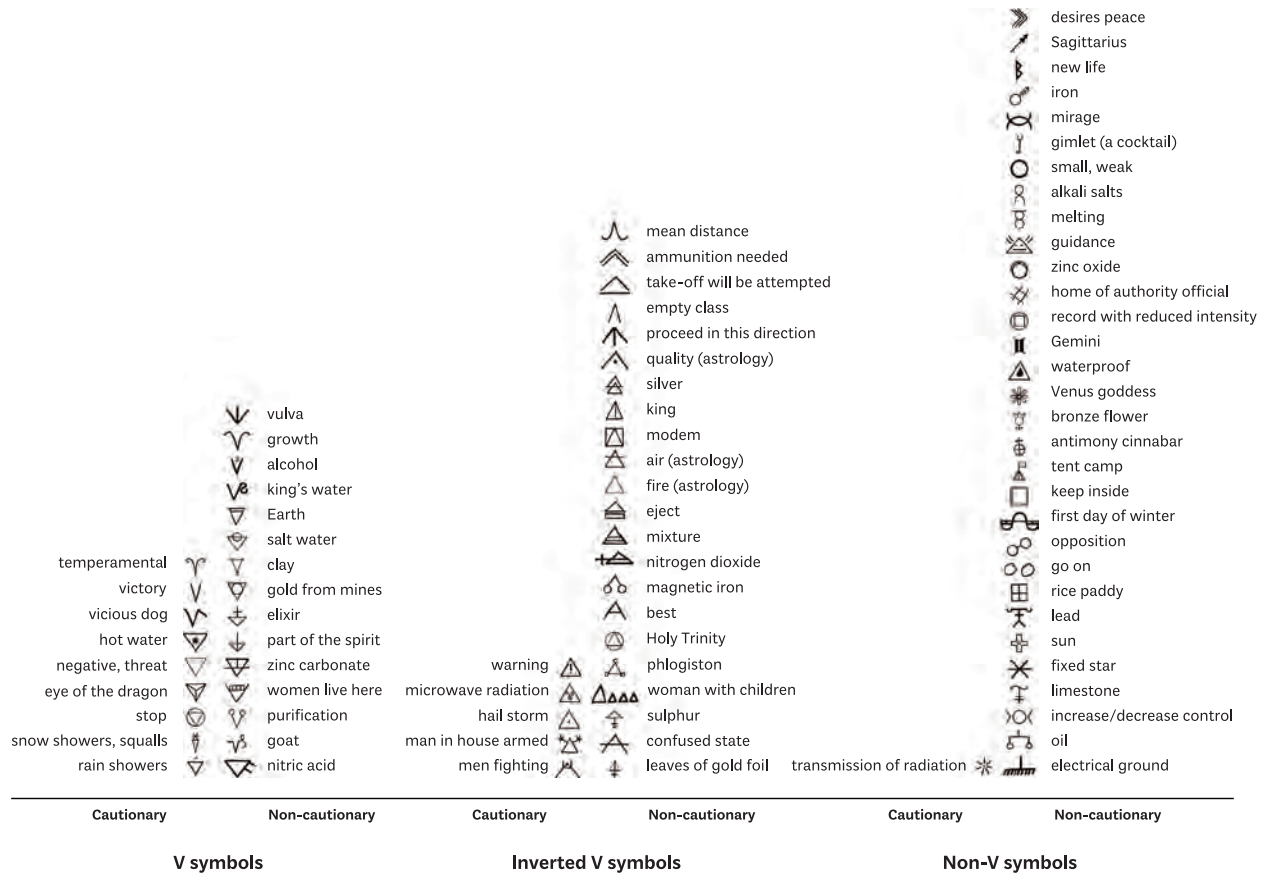 temperamental
victory
vicious dog
hot water
negative, threat
eye of the dragon
stop
snow showers, squalls
rain showers
vulva
growth
alcohol
king's water
Earth
salt water
clay
gold from mines
elixir
part of the spirit
zinc carbonate
women live here
purification
goat
nitric acid
warning
microwave radiation
hail storm
man in house armed
men fighting
mean distance
ammunition needed
take-off will be attempted
empty class
proceed in this direction
quality (astrology)
silver
king
modem
air (astrology)
fire (astrology)
eject
mixture
nitrogen dioxide
magnetic iron
best
Holy Trinity
phlogiston
woman with children
sulphur
confused state
leaves of gold foil
transmission of radiation
desires peace
Sagittarius
new life
iron
mirage
gimlet (a cocktail)
small, weak
alkali salts
melting
guidance
zinc oxide
home of authority official
record with reduced intensity
Gemini
waterproof
Venus goddess
bronze flower
antimony cinnabar
tent camp
keep inside
first day of winter
opposition
go on
rice paddy
lead
sun
fixed star
limestone
increase/decrease control
oil
electrical ground
Cautionary Non-cautionary Cautionary Non-cautionary Cautionary Non-cautionary
V symbols Inverted V symbols Non-V symbols